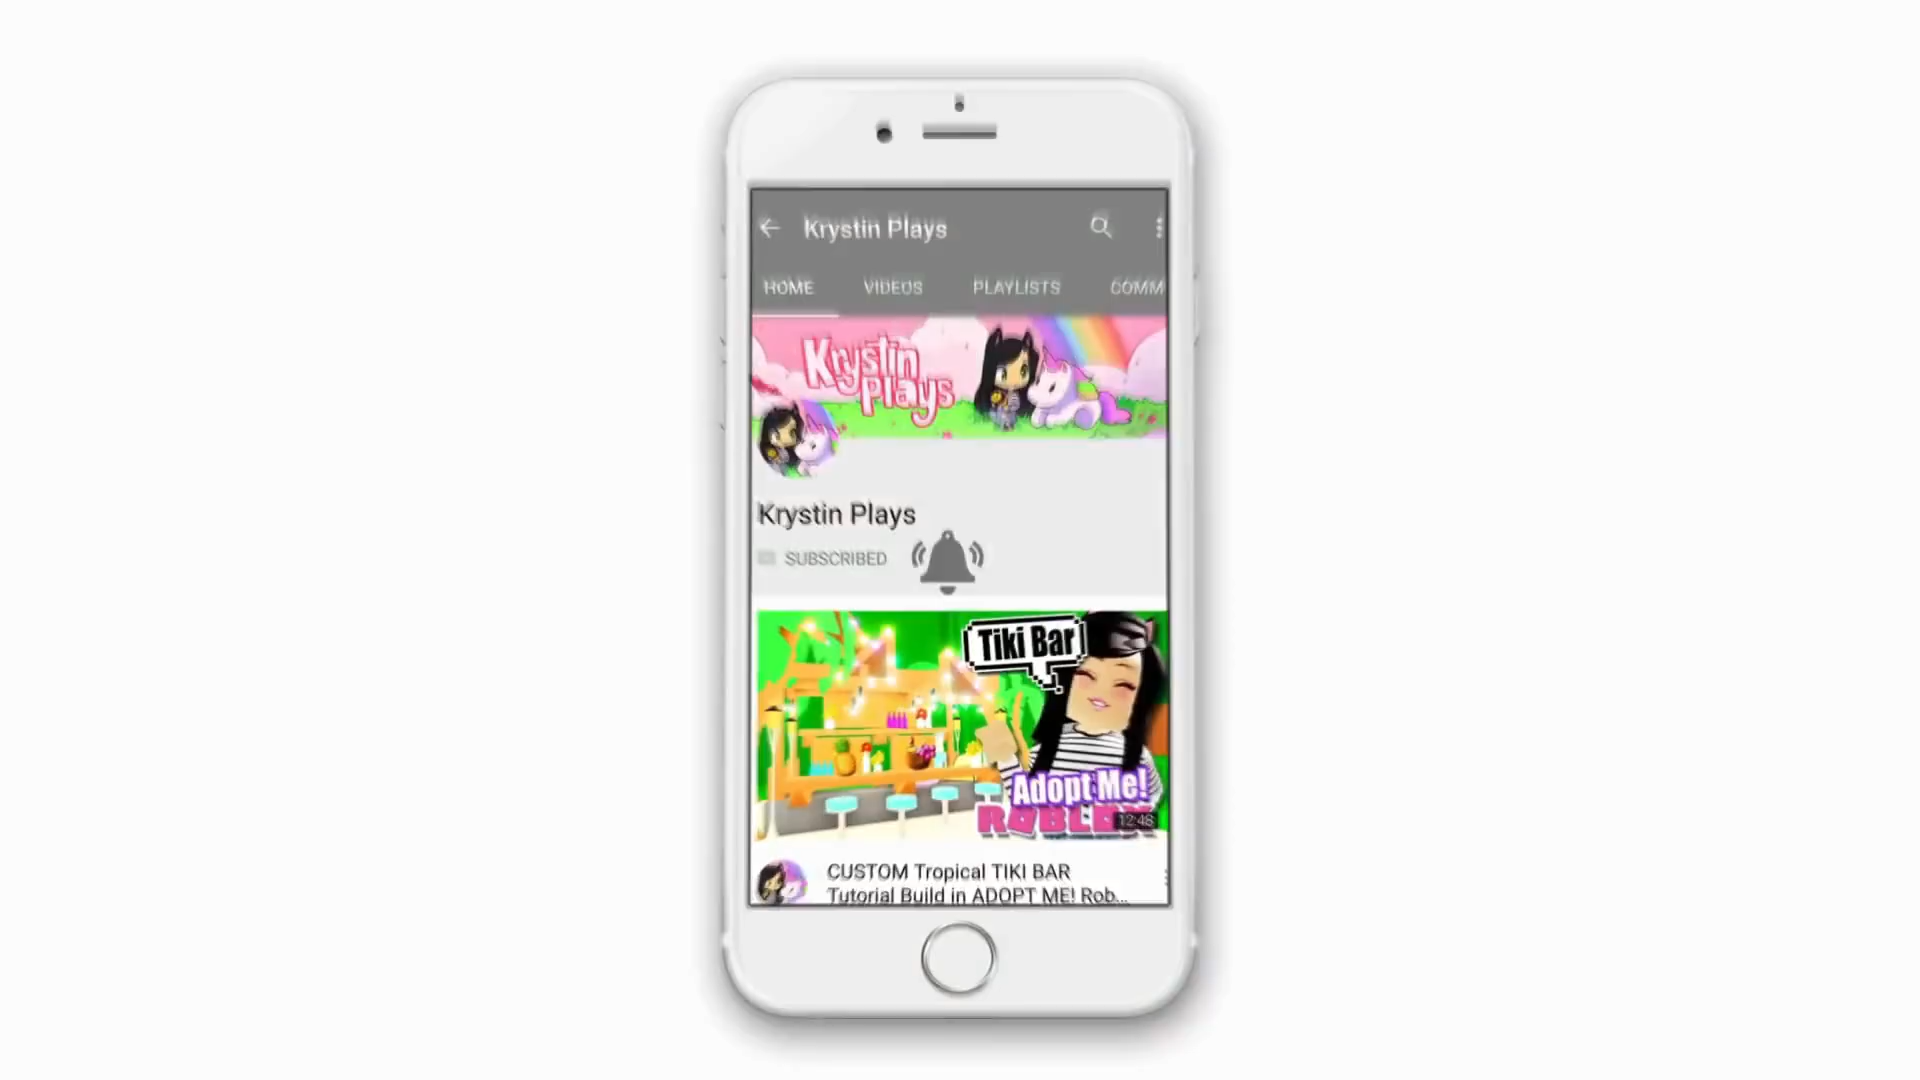 Krystin Plays
HOME VIDEOS PLAYLISTS COMM
Krystin
Plays
Krystin Plays
SUBSCRIBED
Tiki Bar
Adopt Me!
ROBLOX
12:48
CUSTOM Tropical TIKI BAR
Tutorial Build in ADOPT ME! Rob...